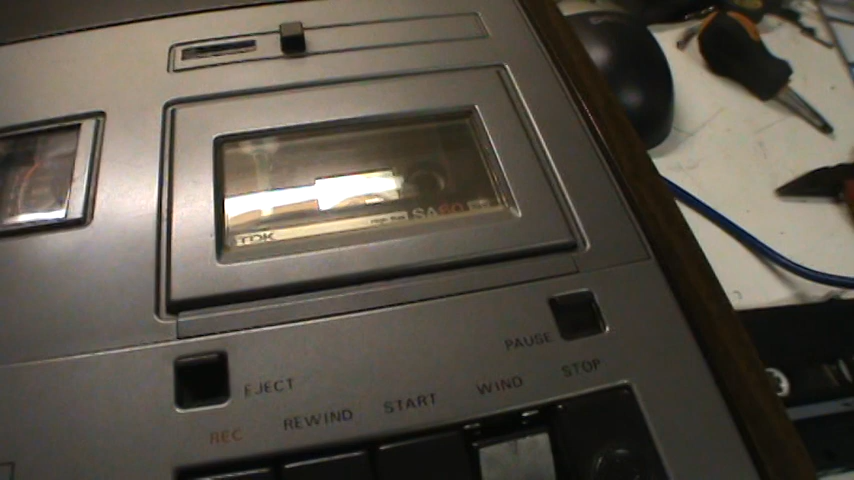 TDK
SA60
PAUSE
EJECT
REC
REWIND
START
WIND
STOP